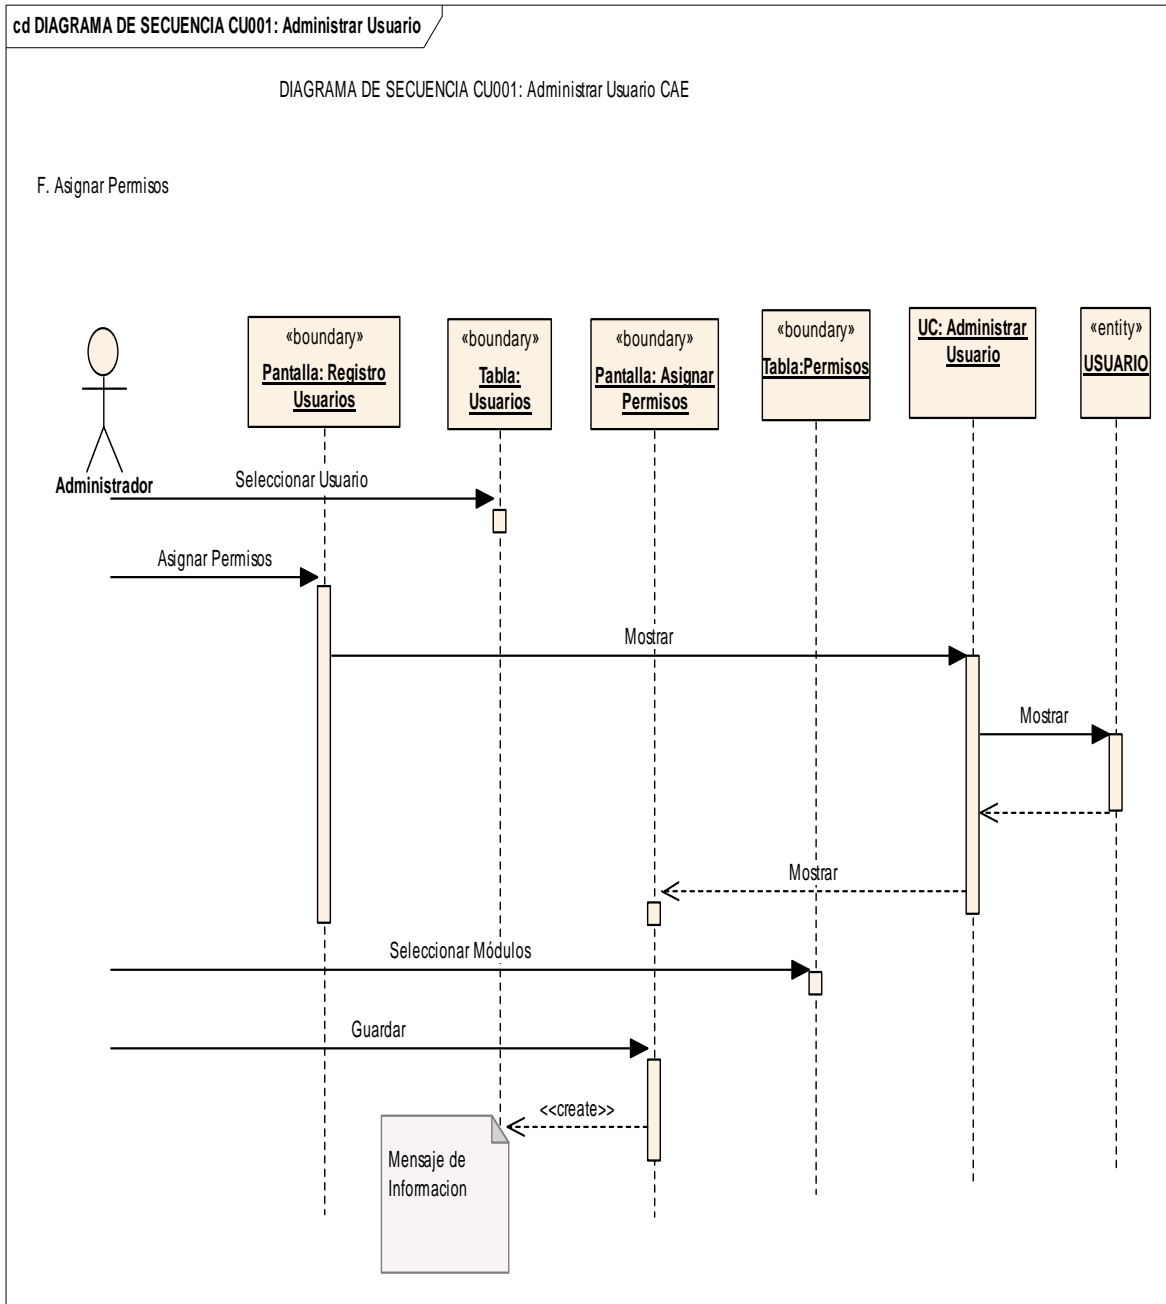 cd DIAGRAMA DE SECUENCIA CU001: Administrar Usuario
DIAGRAMA DE SECUENCIA CU001: Administrar Usuario CAE
F. Asignar Permisos
«boundary»
Pantalla: Registro
Usuarios
«boundary»
Tabla:
Usuarios
«boundary»
Pantalla: Asignar
Permisos
«boundary»
Tabla:Permisos
UC: Administrar
Usuario
«entity»
USUARIO
Administrador
Seleccionar Usuario
Asignar Permisos
Mostrar
Mostrar
Mostrar
Seleccionar Módulos
Guardar
<<create>>
Mensaje de
Informacion